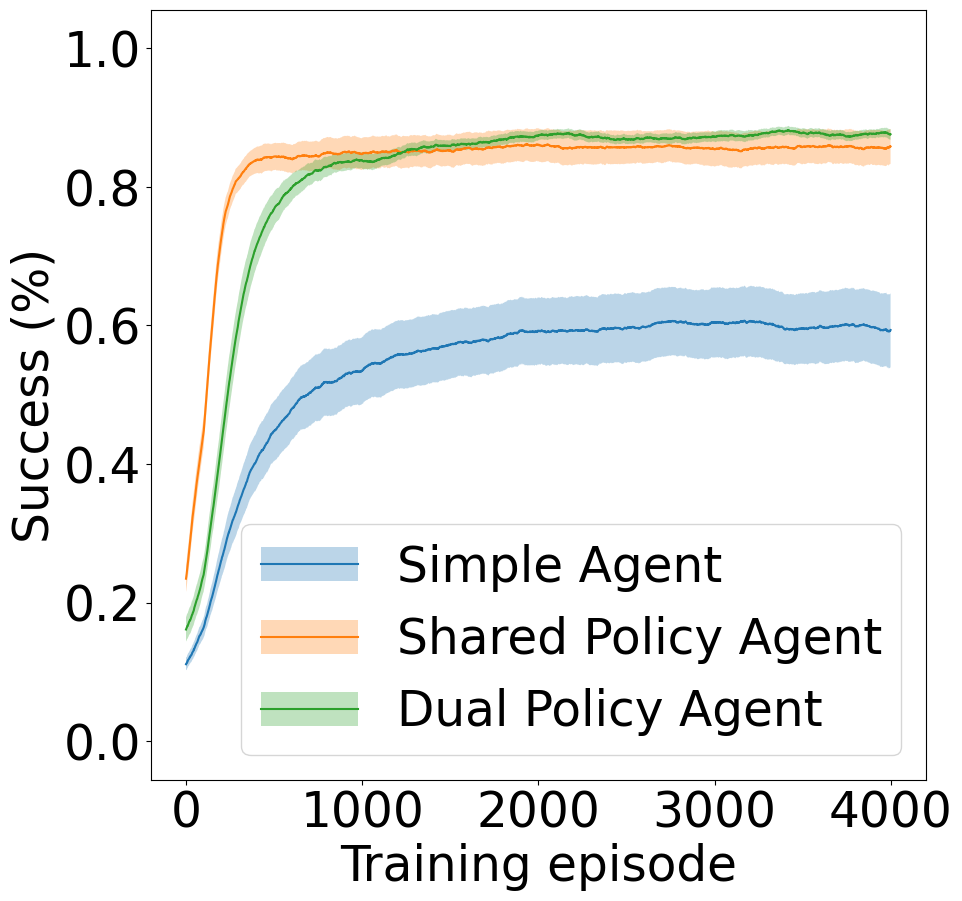 Success (%)
1.0
0.8
0.6
0.4
0.2
0.0
Simple Agent
Shared Policy Agent
Dual Policy Agent
0 1000 2000 3000 4000
Training episode